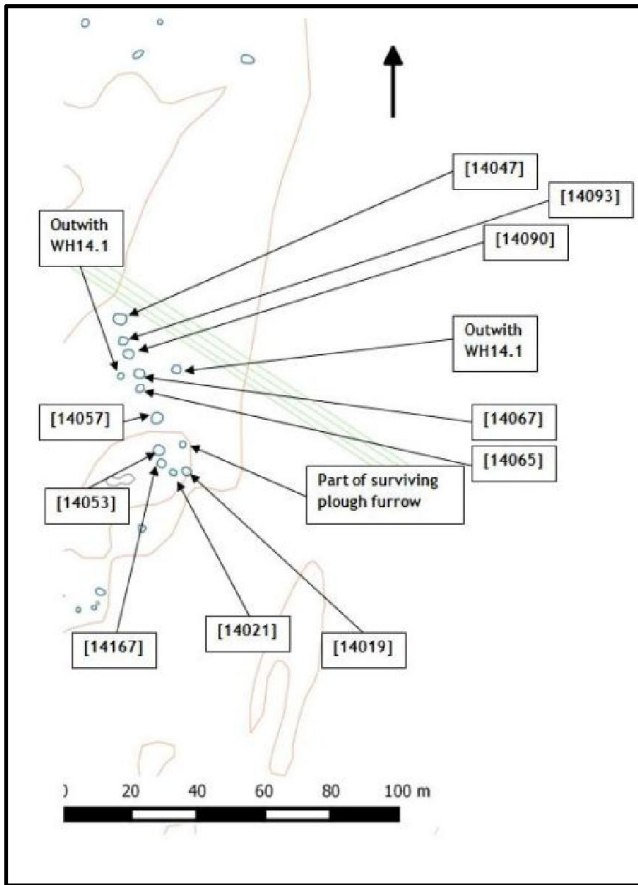 [14047]
[14093]
[14090]
Outwith
WH14.1
Outwith
WH14.1
[14057]
[14067]
[14065]
Part of surviving
plough furrow
[14053]
[14167]
[14021]
[14019]
0 20 40 60 80 100 m